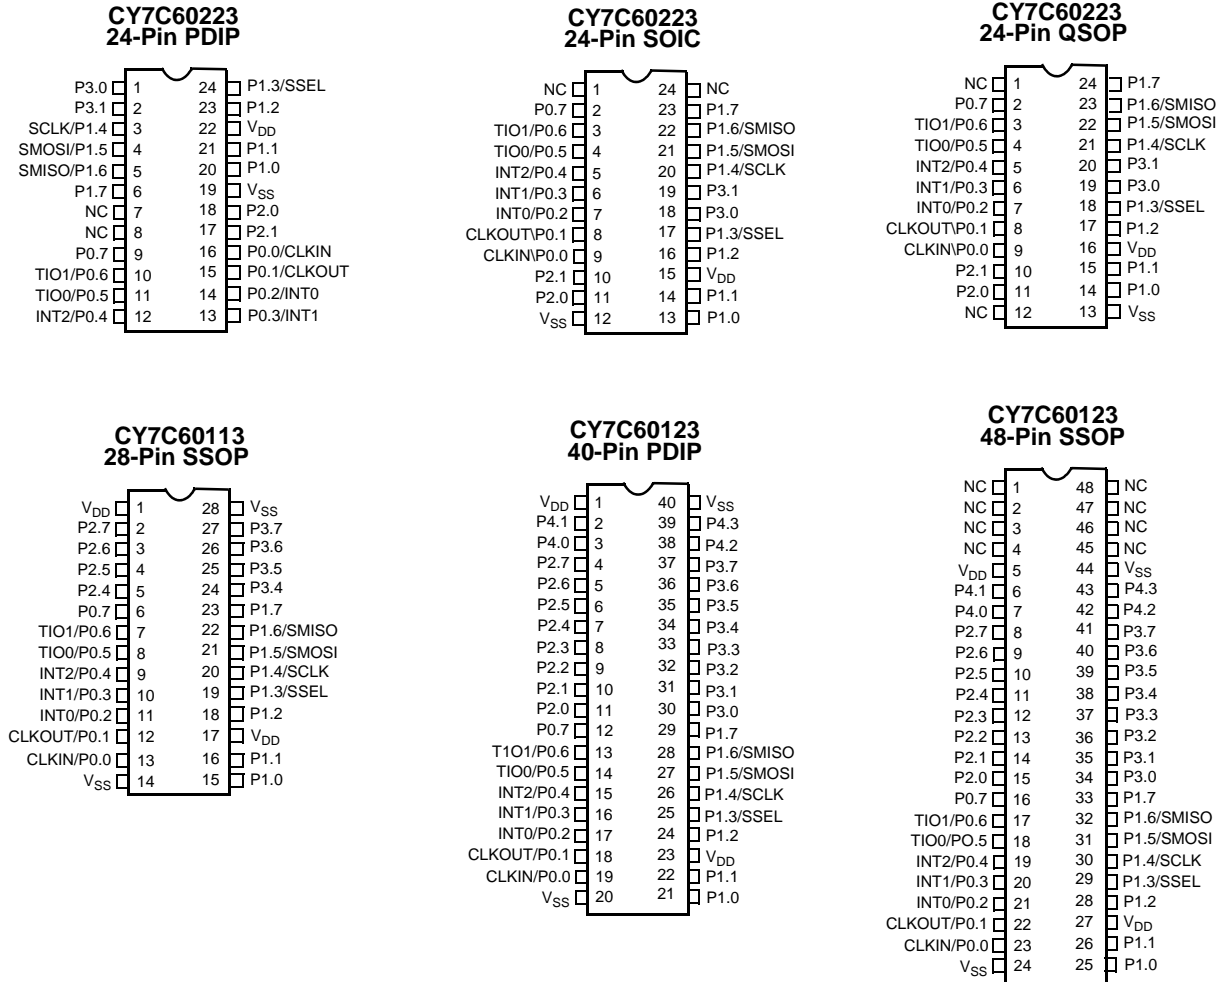 CY7C60223
24-Pin PDIP
P3.0 1 24 P1.3/SSEL
P3.1 2 23 P1.2
SCLK/P1.4 3 22 VDD
SMOSI/P1.5 4 21 P1.1
SMISO/P1.6 5 20 P1.0
P1.7 6 19 VSS
NC 7 18 P2.0
NC 8 17 P2.1
P0.7 9 16 P0.0/CLKIN
TIO1/P0.6 10 15 P0.1/CLKOUT
TIO0/P0.5 11 14 P0.2/INT0
INT2/P0.4 12 13 P0.3/INT1
CY7C60223
24-Pin SOIC
NC 1 24 NC
P0.7 2 23 P1.7
TIO1/P0.6 3 22 P1.6/SMISO
TIO0/P0.5 4 21 P1.5/SMOSI
INT2/P0.4 5 20 P1.4/SCLK
INT1/P0.3 6 19 P3.1
INT0/P0.2 7 18 P3.0
CLKOUT\P0.1 8 17 P1.3/SSEL
CLKIN\P0.0 9 16 P1.2
P2.1 10 15 VDD
P2.0 11 14 P1.1
VSS 12 13 P1.0
CY7C60223
24-Pin QSOP
NC 1 24 P1.7
P0.7 2 23 P1.6/SMISO
TIO1/P0.6 3 22 P1.5/SMOSI
TIO0/P0.5 4 21 P1.4/SCLK
INT2/P0.4 5 20 P3.1
INT1/P0.3 6 19 P3.0
INT0/P0.2 7 18 P1.3/SSEL
CLKOUT\P0.1 8 17 P1.2
CLKIN\P0.0 9 16 VDD
P2.1 10 15 P1.1
P2.0 11 14 P1.0
NC 12 13 VSS
CY7C60113
28-Pin SSOP
VDD 1 28 VSS
P2.7 2 27 P3.7
P2.6 3 26 P3.6
P2.5 4 25 P3.5
P2.4 5 24 P3.4
P0.7 6 23 P1.7
TIO1/P0.6 7 22 P1.6/SMISO
TIO0/P0.5 8 21 P1.5/SMOSI
INT2/P0.4 9 20 P1.4/SCLK
INT1/P0.3 10 19 P1.3/SSEL
INT0/P0.2 11 18 P1.2
CLKOUT/P0.1 12 17 VDD
CLKIN/P0.0 13 16 P1.1
VSS 14 15 P1.0
CY7C60123
40-Pin PDIP
VDD 1 40 VSS
P4.1 2 39 P4.3
P4.0 3 38 P4.2
P2.7 4 37 P3.7
P2.6 5 36 P3.6
P2.5 6 35 P3.5
P2.4 7 34 P3.4
P2.3 8 33 P3.3
P2.2 9 32 P3.2
P2.1 10 31 P3.1
P2.0 11 30 P3.0
P0.7 12 29 P1.7
T1O1/P0.6 13 28 P1.6/SMISO
TIO0/P0.5 14 27 P1.5/SMOSI
INT2/P0.4 15 26 P1.4/SCLK
INT1/P0.3 16 25 P1.3/SSEL
INT0/P0.2 17 24 P1.2
CLKOUT/P0.1 18 23 VDD
CLKIN/P0.0 19 22 P1.1
VSS 20 21 P1.0
CY7C60123
48-Pin SSOP
NC 1 48 NC
NC 2 47 NC
NC 3 46 NC
NC 4 45 NC
VDD 5 44 VSS
P4.1 6 43 P4.3
P4.0 7 42 P4.2
P2.7 8 41 P3.7
P2.6 9 40 P3.6
P2.5 10 39 P3.5
P2.4 11 38 P3.4
P2.3 12 37 P3.3
P2.2 13 36 P3.2
P2.1 14 35 P3.1
P2.0 15 34 P3.0
P0.7 16 33 P1.7
TIO1/P0.6 17 32 P1.6/SMISO
TIO0/PO.5 18 31 P1.5/SMOSI
INT2/P0.4 19 30 P1.4/SCLK
INT1/P0.3 20 29 P1.3/SSEL
INT0/P0.2 21 28 P1.2
CLKOUT/P0.1 22 27 VDD
CLKIN/P0.0 23 26 P1.1
VSS 24 25 P1.0